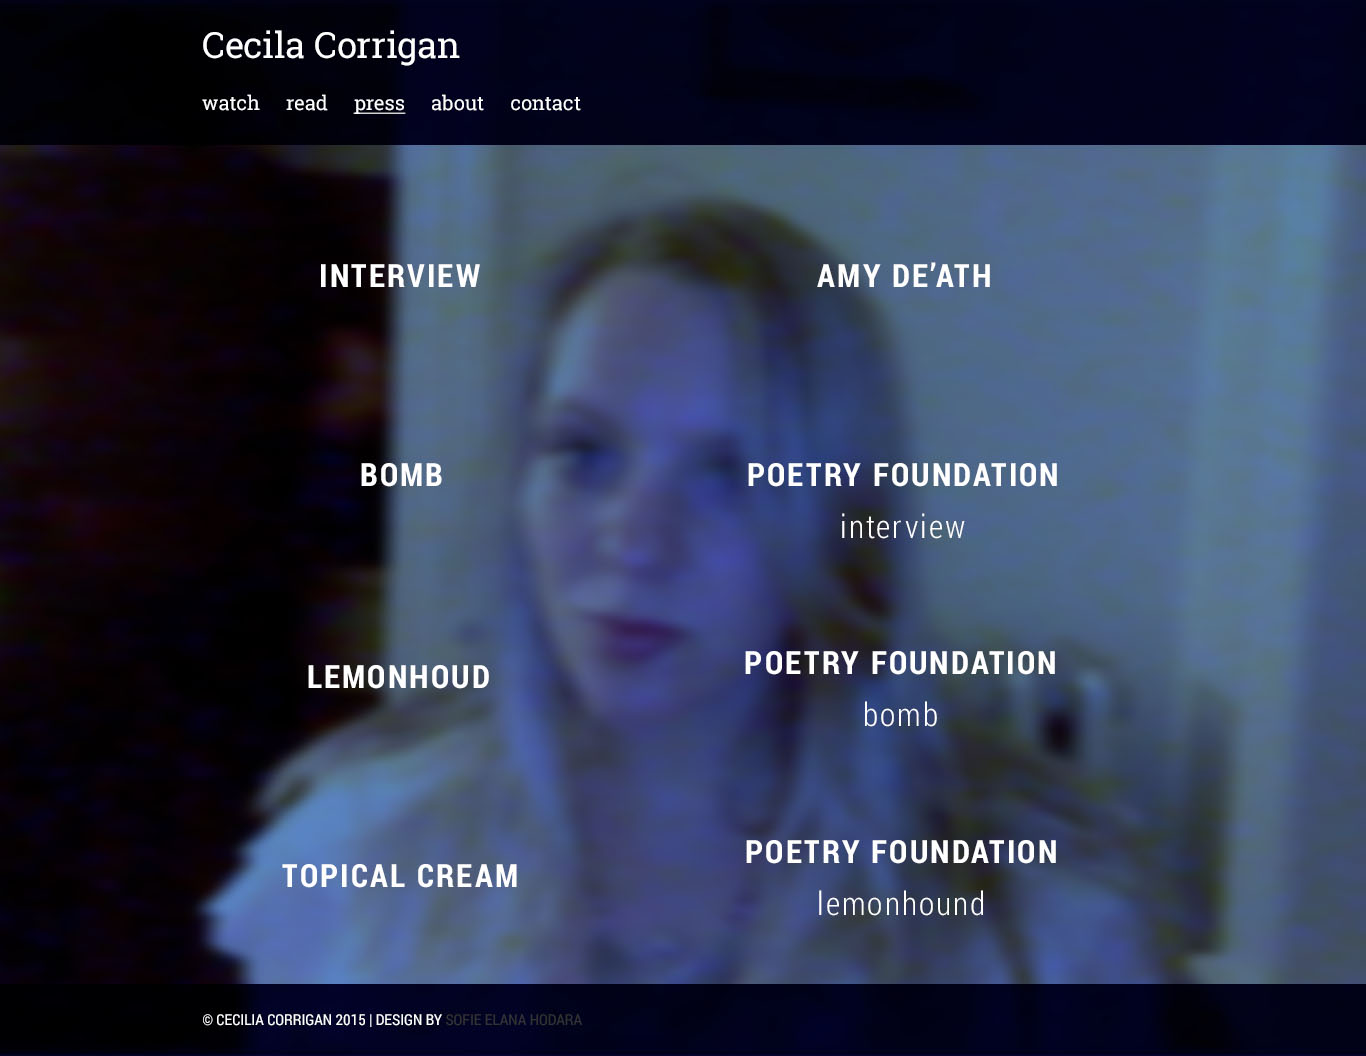 Cecila Corrigan
watch read press about contact
INTERVIEW
AMY DE’ATH
BOMB
POETRY FOUNDATION
interview
LEMONHOUD
POETRY FOUNDATION
bomb
TOPICAL CREAM
POETRY FOUNDATION
lemonhound
© CECILIA CORRIGAN 2015 | DESIGN BY SOFIE ELANA HODARA